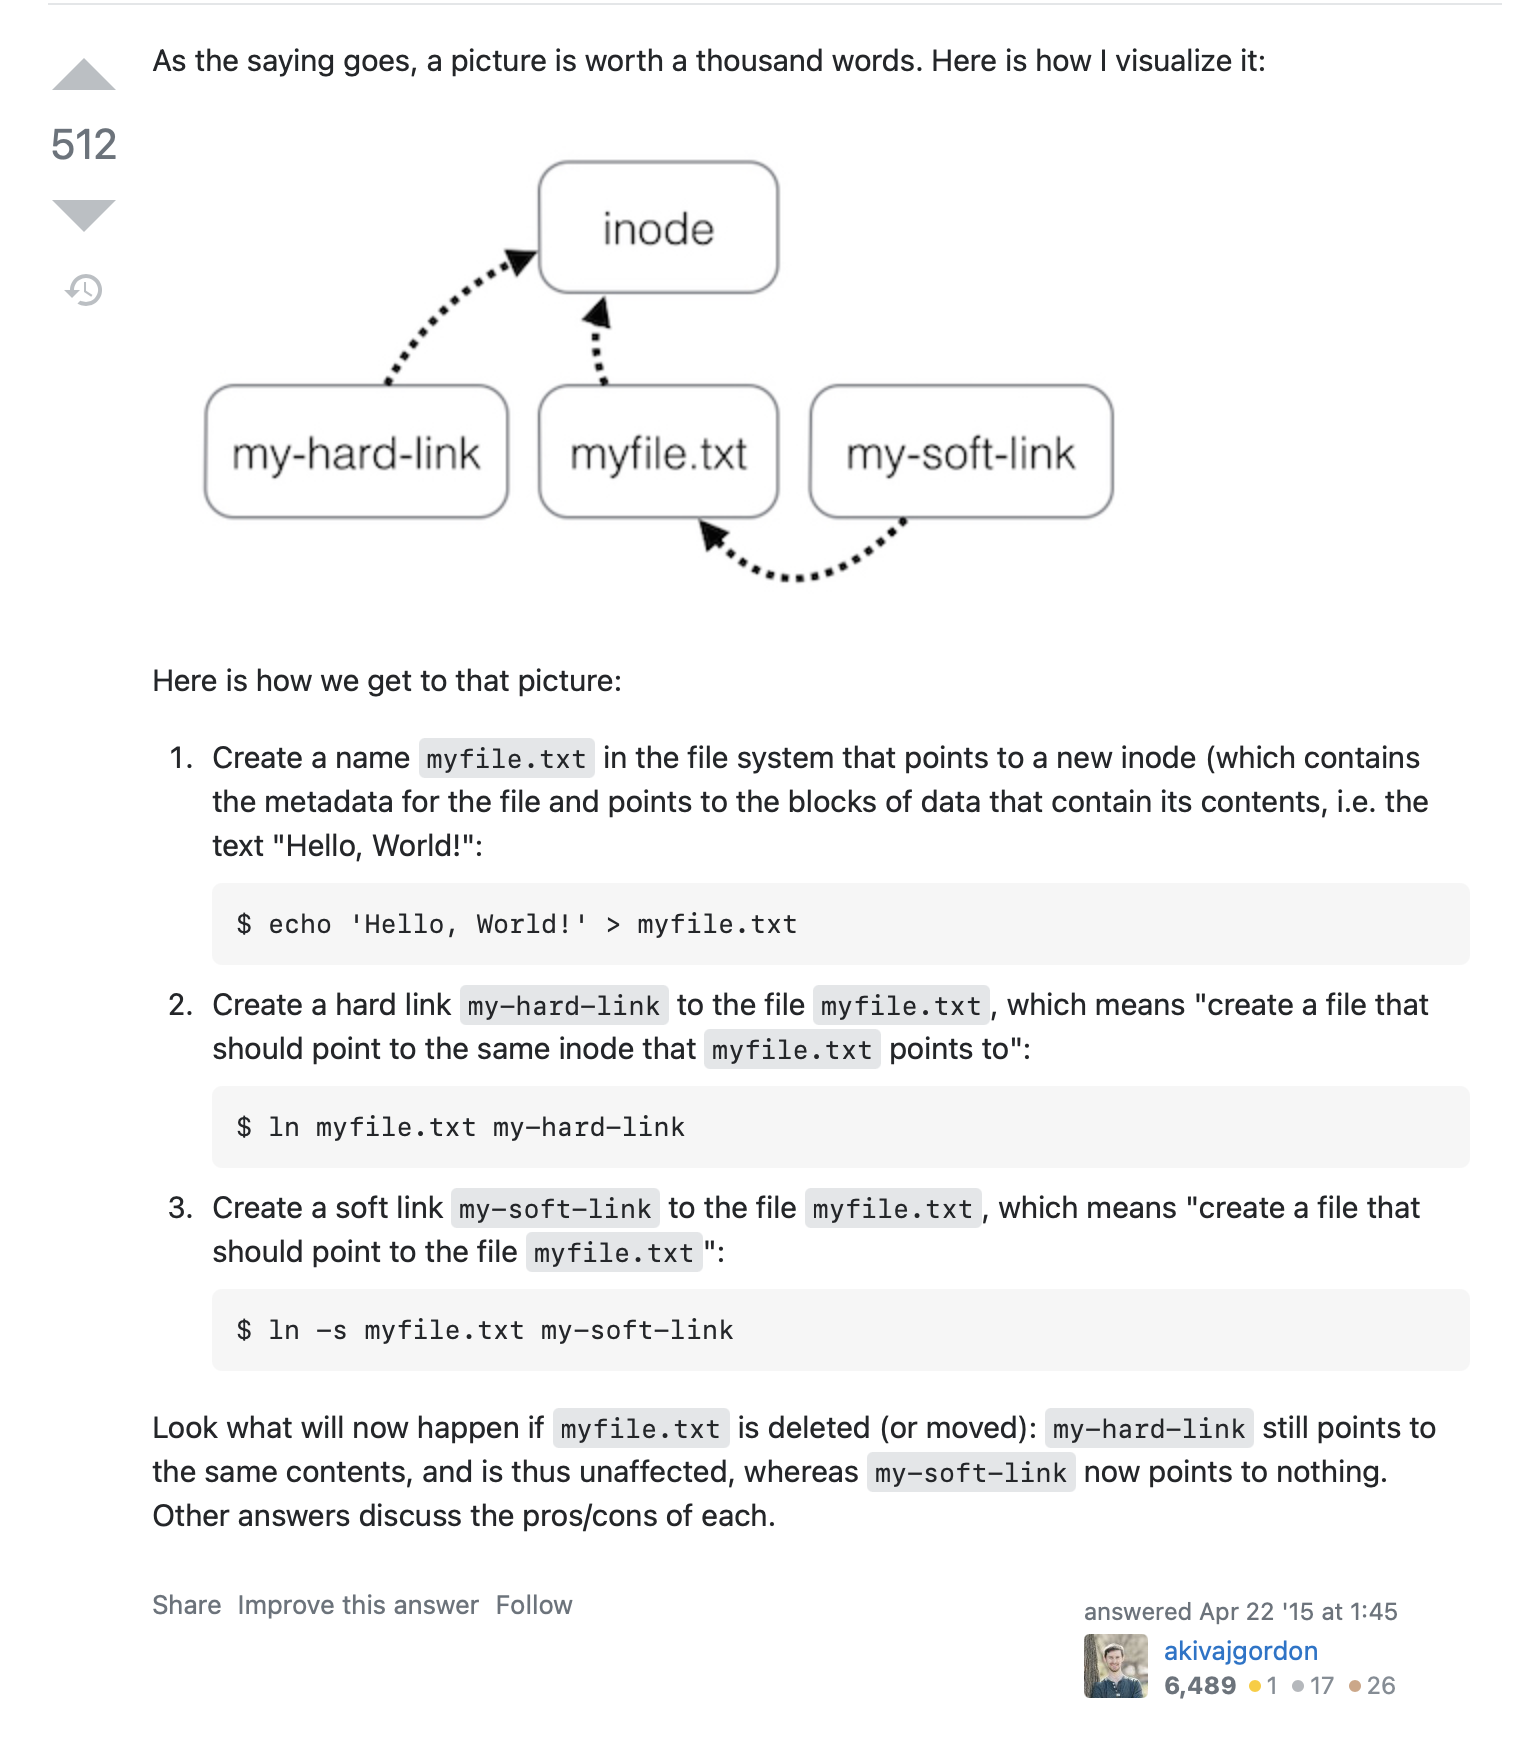 As the saying goes, a picture is worth a thousand words. Here is how I visualize it:
512
inode
my-hard-link
myfile.txt
my-soft-link
Here is how we get to that picture:
1. Create a name myfile.txt in the file system that points to a new inode (which contains
the metadata for the file and points to the blocks of data that contain its contents, i.e. the
text "Hello, World!":
$ echo 'Hello, World!' > myfile.txt
2. Create a hard link my-hard-link to the file myfile.txt, which means "create a file that
should point to the same inode that myfile.txt points to":
$ ln myfile.txt my-hard-link
3. Create a soft link my-soft-link to the file myfile.txt, which means "create a file that
should point to the file myfile.txt":
$ ln -s myfile.txt my-soft-link
Look what will now happen if myfile.txt is deleted (or moved): my-hard-link still points to
the same contents, and is thus unaffected, whereas my-soft-link now points to nothing.
Other answers discuss the pros/cons of each.
Share Improve this answer Follow
answered Apr 22 '15 at 1:45
akivajgordon
6,489 ●1 ●17 ●26